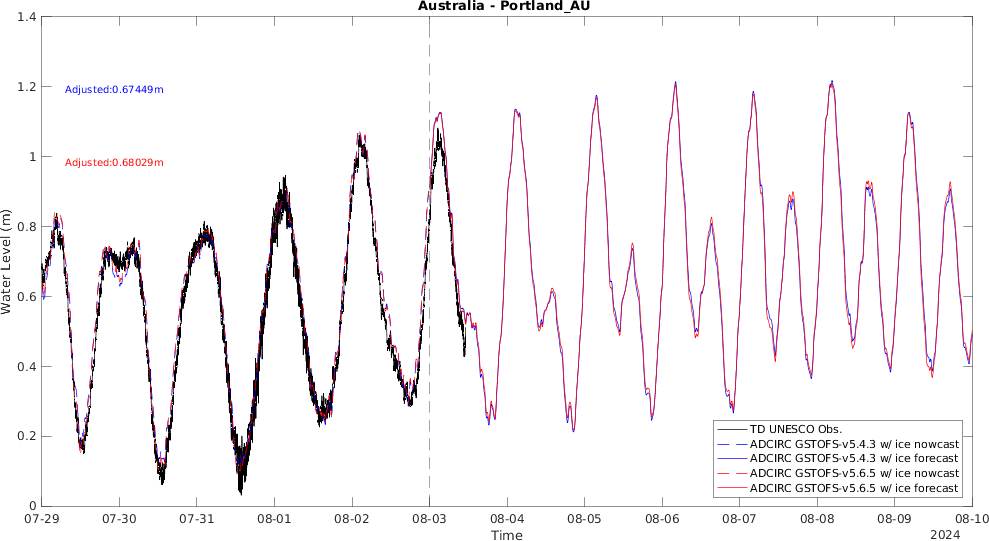 Australia - Portland_AU
1.4
1.2
1
0.8
0.6
0.4
0.2
0
Water Level (m)
Adjusted:0.67449m
Adjusted:0.68029m
TD UNESCO Obs.
ADCIRC GSTOFS-v5.4.3 w/ ice nowcast
ADCIRC GSTOFS-v5.4.3 w/ ice forecast
ADCIRC GSTOFS-v5.6.5 w/ ice nowcast
ADCIRC GSTOFS-v5.6.5 w/ ice forecast
07-29 07-30 07-31 08-01 08-02 08-03 08-04 08-05 08-06 08-07 08-08 08-09 08-10
Time
2024